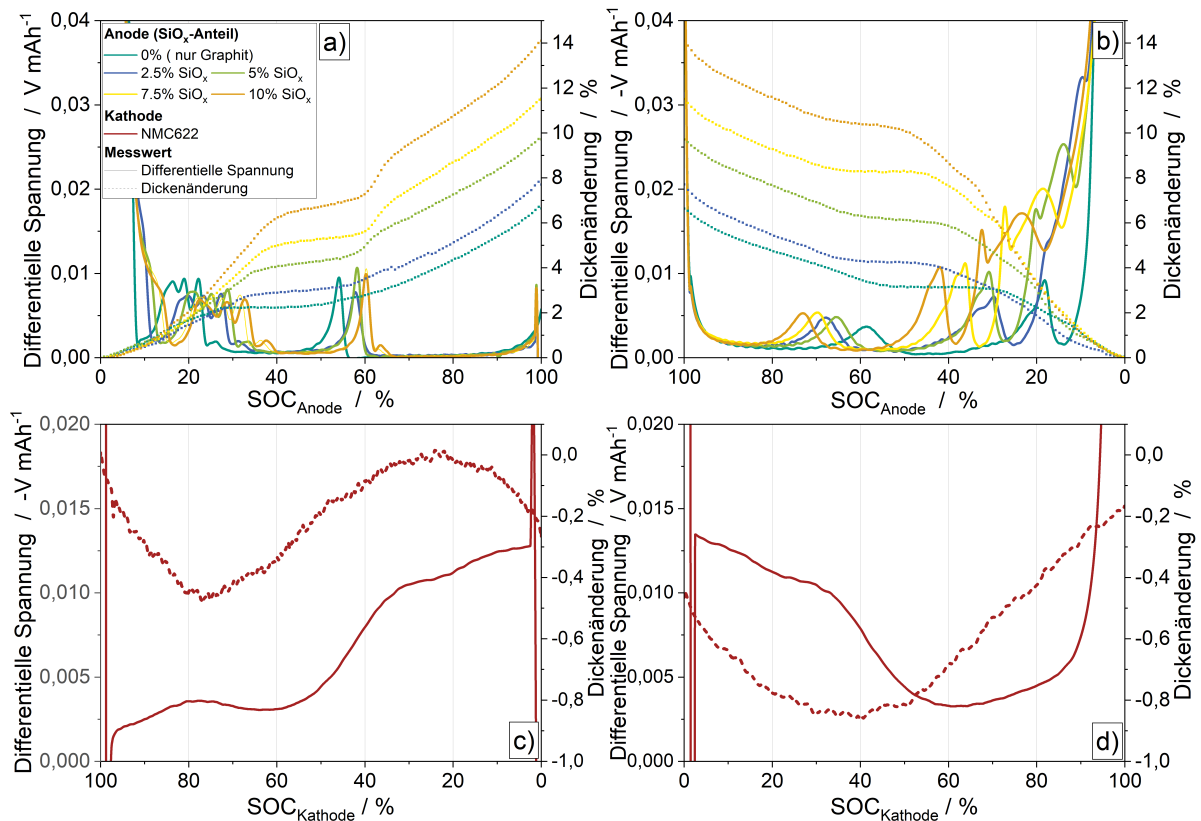 a)
Differentielle Spannung / V mAh-1
0,04
0,03
0,02
0,01
0,00
Anode (SiOx-Anteil)
0% ( nur Graphit)
2.5% SiOx
5% SiOx
7.5% SiOx
10% SiOx
Kathode
NMC622
Messwert
Differentielle Spannung
Dickenänderung
14
12
10
8
6
4
2
0
Dickenänderung / %
0 20 40 60 80 100
SOCAnode / %
b)
Differentielle Spannung / -V mAh-1
0,04
0,03
0,02
0,01
0,00
14
12
10
8
6
4
2
0
Dickenänderung / %
100 80 60 40 20 0
SOCAnode / %
c)
Differentielle Spannung / -V mAh-1
0,020
0,015
0,010
0,005
0,000
0,0
-0,2
-0,4
-0,6
-0,8
-1,0
Dickenänderung / %
100 80 60 40 20 0
SOCKathode / %
d)
Differentielle Spannung / V mAh-1
0,020
0,015
0,010
0,005
0,000
0,0
-0,2
-0,4
-0,6
-0,8
-1,0
Dickenänderung / %
0 20 40 60 80 100
SOCKathode / %